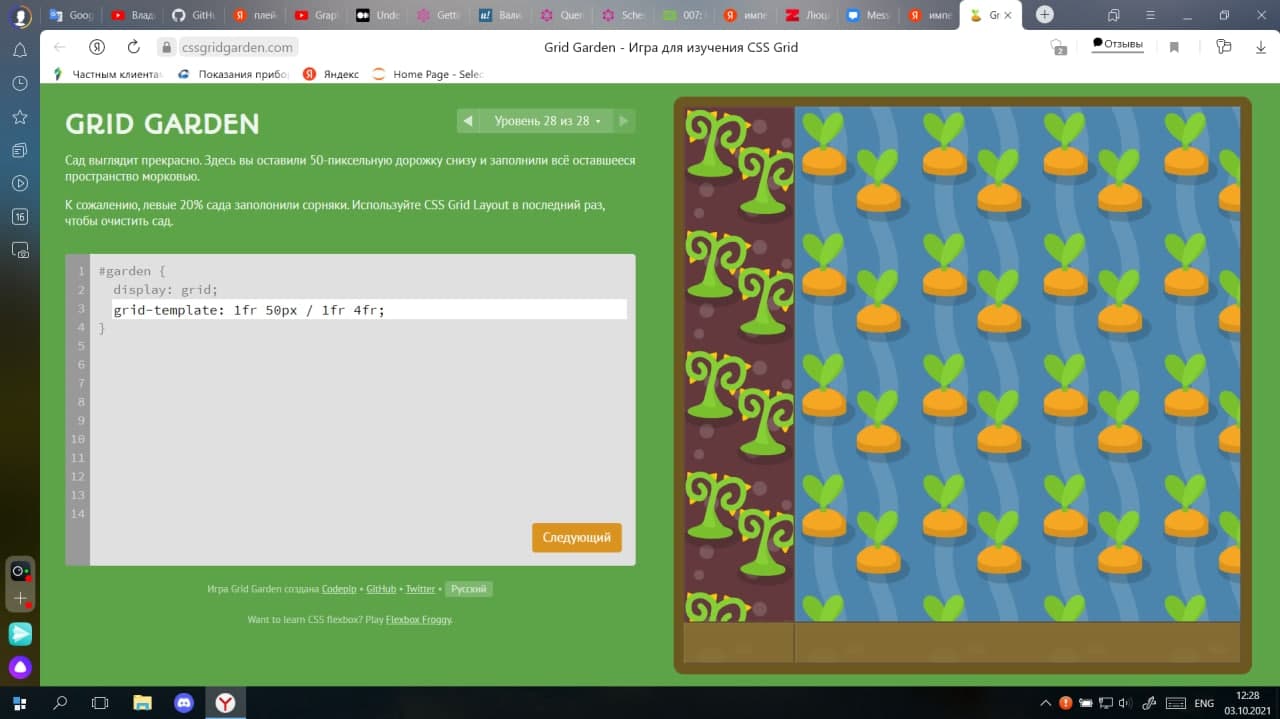 Goog
Влад
GitHu
плей
Grap
Unde
Getti
Вали
Quer
Sche
007: I
импе
Люц
Mess
импе
Gr
cssgridgarden.com
Grid Garden - Игра для изучения CSS Grid
2
Отзывы
Частным клиента
Показания прибо
Яндекс
Home Page - Selec
GRID GARDEN
Уровень 28 из 28
Сад выглядит прекрасно. Здесь вы оставили 50-пиксельную дорожку снизу и заполнили всё оставшееся
пространство морковью.
К сожалению, левые 20% сада заполонили сорняки. Используйте CSS Grid Layout в последний раз,
чтобы очистить сад.
16
1 #garden {
2 display: grid;
3 grid-template: 1fr 50px / 1fr 4fr;
4 }
5
6
7
8
9
10
11
12
13
14
Следующий
Игра Grid Garden создана Codepip • GitHub • Twitter • Русский
Want to learn CSS flexbox? Play Flexbox Froggy.
ENG
12:28
03.10.2021